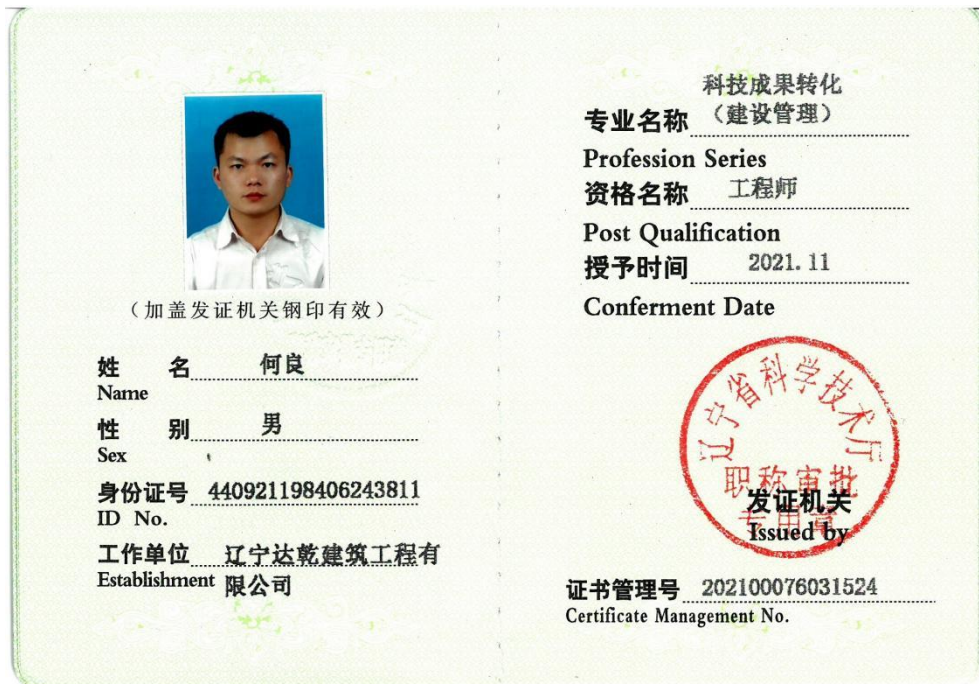 （加盖发证机关钢印有效）
姓 名 何良
Name
性 别 男
Sex
身份证号 440921198406243811
ID No.
工作单位 辽宁达乾建筑工程有
Establishment 限公司
科技成果转化
专业名称 （建设管理）
Profession Series
资格名称 工程师
Post Qualification
授予时间 2021.11
Conferment Date
辽宁省科学技术厅
职称审批
专用章
发证机关
Issued by
证书管理号 202100076031524
Certificate Management No.